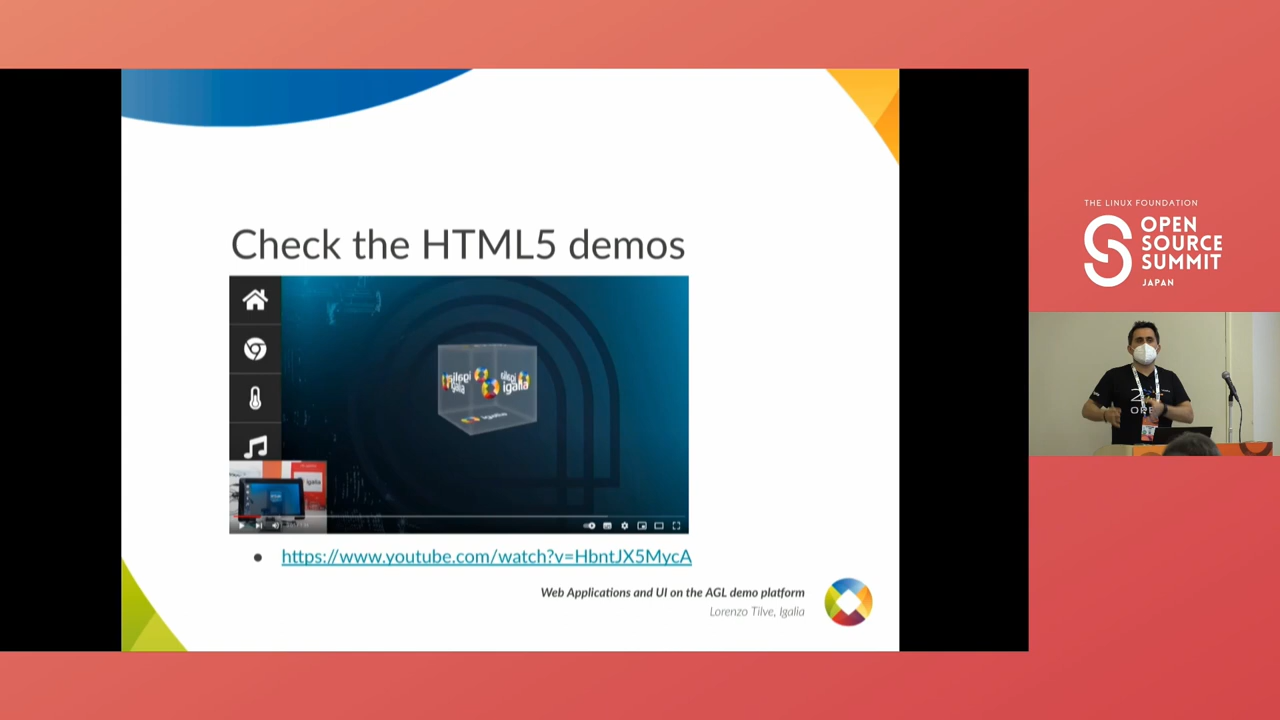 Check the HTML5 demos
igalia
https://www.youtube.com/watch?v=HbntJX5MycA
Web Applications and UI on the AGL demo platform
Lorenzo Tilve, Igalia
THE LINUX FOUNDATION
OPEN
SOURCE
SUMMIT
JAPAN